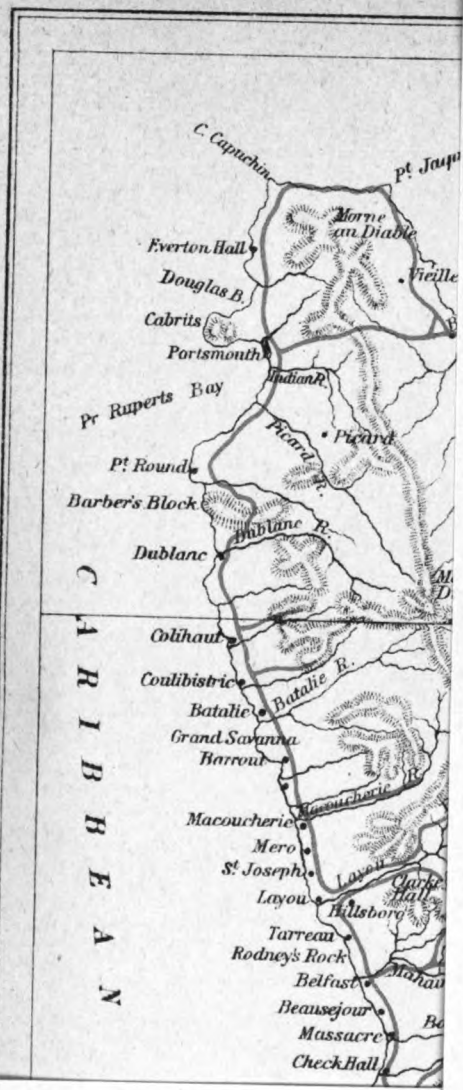 C. Capuchin
Pt. Jaqu
Morne
au Diable
Everton Hall
Vieille
Douglas B.
Cabrits
Portsmouth
Indian R.
Pr Ruperts Bay
Picard R.
Picard
Pt. Round
Barber's Block
Dublanc R.
Dublanc
Colihaut
Coulibistric
Batalie R.
Batalie
Grand Savanna
Barrout
Macoucherie R.
Macoucherie
Mero
St. Joseph
Layou
Clarke
Hall
Layou
Hillsboro
Tarreau
Rodney's Rock
Belfast
Beausejour
Massacre
Check Hall
CARIBBEAN